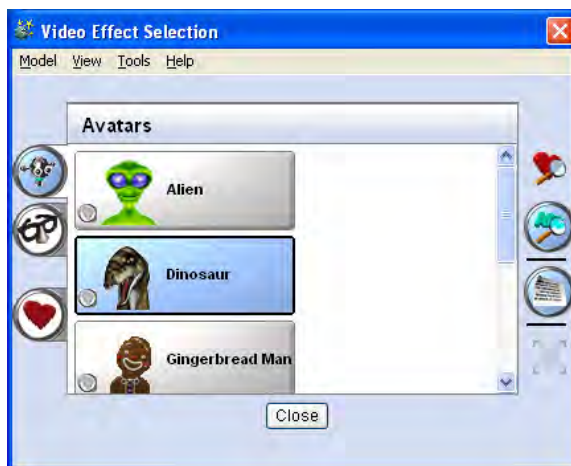 Video Effect Selection
Model View Tools Help
Avatars
Alien
Dinosaur
Gingerbread Man
Close